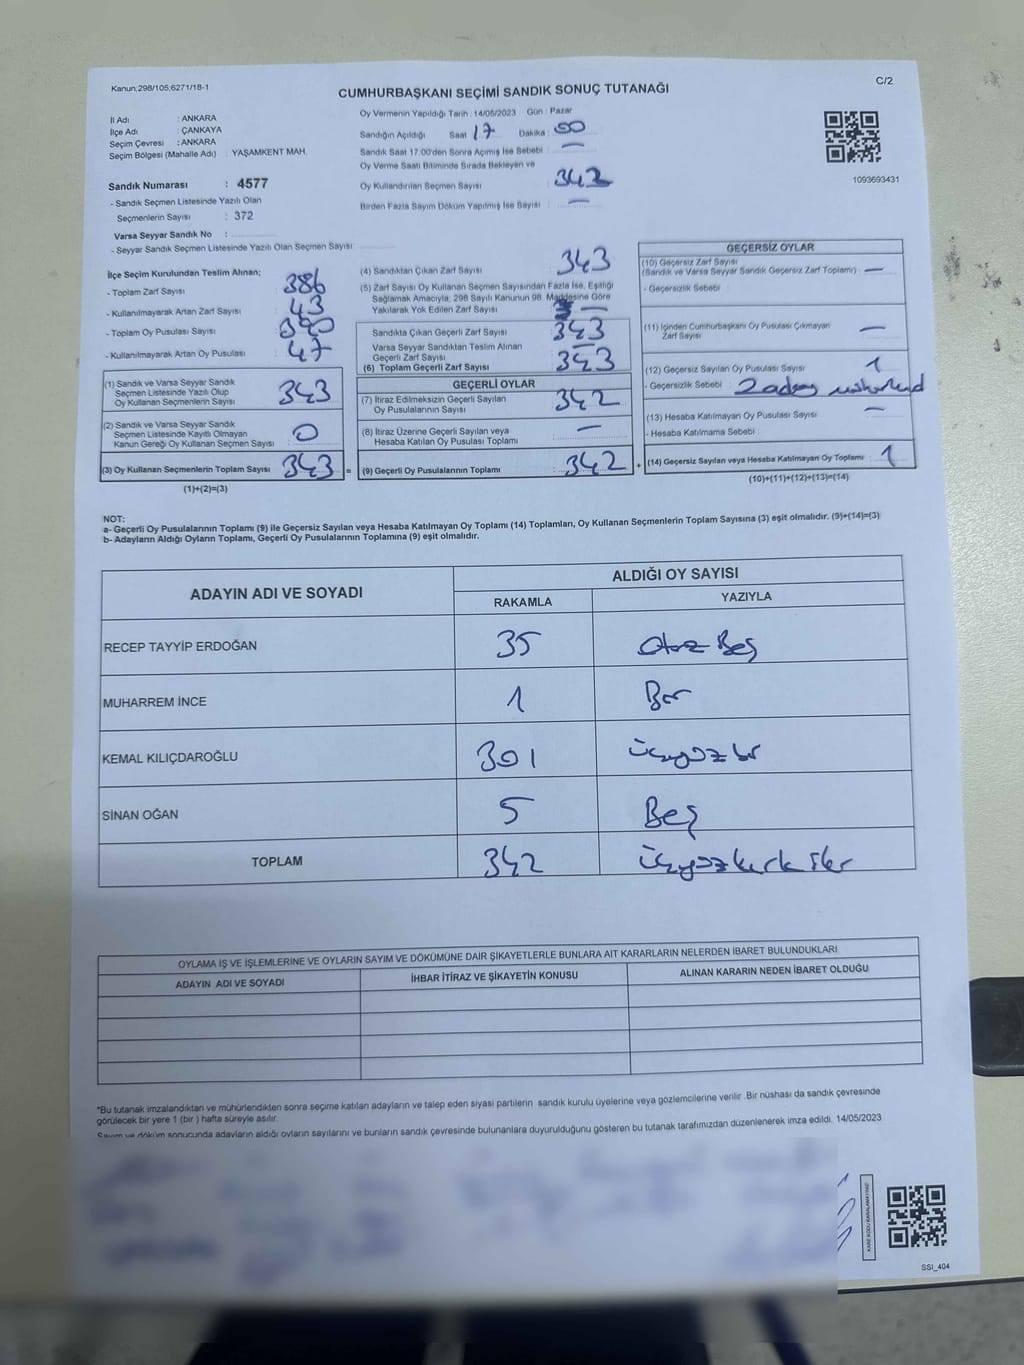 Kanun;298/105,6271/18-1
C/2
CUMHURBAŞKANI SEÇİMİ SANDIK SONUÇ TUTANAĞI
İl Adı : ANKARA
İlçe Adı : ÇANKAYA
Seçim Çevresi : ANKARA
Seçim Bölgesi (Mahalle Adı) : YAŞAMKENT MAH.
Sandık Numarası : 4577
- Sandık Seçmen Listesinde Yazılı Olan
Seçmenlerin Sayısı : 372
Varsa Seyyar Sandık No :
- Seyyar Sandık Seçmen Listesinde Yazılı Olan Seçmen Sayısı
Oy Vermenin Yapıldığı Tarih : 14/05/2023 Gün : Pazar
Sandığın Açıldığı Saat 17 Dakika :
Sandık Saat 17:00'den Sonra Açımış İse Sebebi : —
Oy Verme Saati Bitiminde Sırada Bekleyen ve
Oy Kullandırılan Seçmen Sayısı : 342
Birden Fazla Sayım Döküm Yapılmış İse Sayısı : —
1093693431
İlçe Seçim Kurulundan Teslim Alınan;
- Toplam Zarf Sayısı : 386
- Kullanılmayarak Artan Zarf Sayısı : 43
- Toplam Oy Pusulası Sayısı : 390
- Kullanılmayarak Artan Oy Pusulası : 47
(1) Sandık ve Varsa Seyyar Sandık
Seçmen Listesinde Yazılı Olup
Oy Kullanan Seçmenlerin Sayısı : 343
(2) Sandık ve Varsa Seyyar Sandık
Seçmen Listesinde Kayıtlı Olmayan
Kanun Gereği Oy Kullanan Seçmen Sayısı : 0
(3) Oy Kullanan Seçmenlerin Toplam Sayısı : 343 =
(1)+(2)=(3)
(4) Sandıktan Çıkan Zarf Sayısı : 343
(5) Zarf Sayısı Oy Kullanan Seçmen Sayısından Fazla İse, Eşitliği
Sağlamak Amacıyla, 298 Sayılı Kanunun 98. Maddesine Göre
Yakılarak Yok Edilen Zarf Sayısı : —
Sandıkta Çıkan Geçerli Zarf Sayısı : 343
Varsa Seyyar Sandıktan Teslim Alınan
Geçerli Zarf Sayısı : —
(6) Toplam Geçerli Zarf Sayısı : 343
GEÇERLİ OYLAR
(7) İtiraz Edilmeksizin Geçerli Sayılan
Oy Pusulalarının Sayısı : 342
(8) İtiraz Üzerine Geçerli Sayılan veya
Hesaba Katılan Oy Pusulası Toplamı : —
(9) Geçerli Oy Pusulalarının Toplamı : 342 +
GEÇERSİZ OYLAR
(10) Geçersiz Zarf Sayısı
(Sandık ve Varsa Seyyar Sandık Geçersiz Zarf Toplamı) : —
- Geçersizlik Sebebi :
(11) İçinden Cumhurbaşkanı Oy Pusulası Çıkmayan
Zarf Sayısı : —
(12) Geçersiz Sayılan Oy Pusulası Sayısı : 1
- Geçersizlik Sebebi : 2 aday
(13) Hesaba Katılmayan Oy Pusulası Sayısı : —
- Hesaba Katılmama Sebebi :
(14) Geçersiz Sayılan veya Hesaba Katılmayan Oy Toplamı : 1
(10)+(11)+(12)+(13)=(14)
NOT:
a- Geçerli Oy Pusulalarının Toplamı (9) ile Geçersiz Sayılan veya Hesaba Katılmayan Oy Toplamı (14) Toplamları, Oy Kullanan Seçmenlerin Toplam Sayısına (3) eşit olmalıdır. (9)+(14)=(3)
b- Adayların Aldığı Oyların Toplamı, Geçerli Oy Pusulalarının Toplamına (9) eşit olmalıdır.
ADAYIN ADI VE SOYADI ALDIĞI OY SAYISI
RAKAMLA YAZIYLA
RECEP TAYYİP ERDOĞAN 35 Otuz Beş
MUHARREM İNCE 1 Bir
KEMAL KILIÇDAROĞLU 301 üçyüz bir
SİNAN OĞAN 5 Beş
TOPLAM 342 üçyüz kırk iki
OYLAMA İŞ VE İŞLEMLERİNE VE OYLARIN SAYIM VE DÖKÜMÜNE DAİR ŞİKAYETLERLE BUNLARA AİT KARARLARIN NELERDEN İBARET BULUNDUKLARI
ADAYIN ADI VE SOYADI İHBAR İTİRAZ VE ŞİKAYETİN KONUSU ALINAN KARARIN NEDEN İBARET OLDUĞU
*Bu tutanak imzalandıktan ve mühürlendikten sonra seçime katılan adayların ve talep eden siyasi partilerin sandık kurulu üyelerine veya gözlemcilerine verilir .Bir nüshası da sandık çevresinde
görülecek bir yere 1 (bir ) hafta süreyle asılır.
Sayım ve döküm sonucunda adayların aldığı oyların sayılarını ve bunların sandık çevresinde bulunanlara duyurulduğunu gösteren bu tutanak tarafımızdan düzenlenerek imza edildi. 14/05/2023
KARE KODU KARALAMAYINIZ!
SSI_404